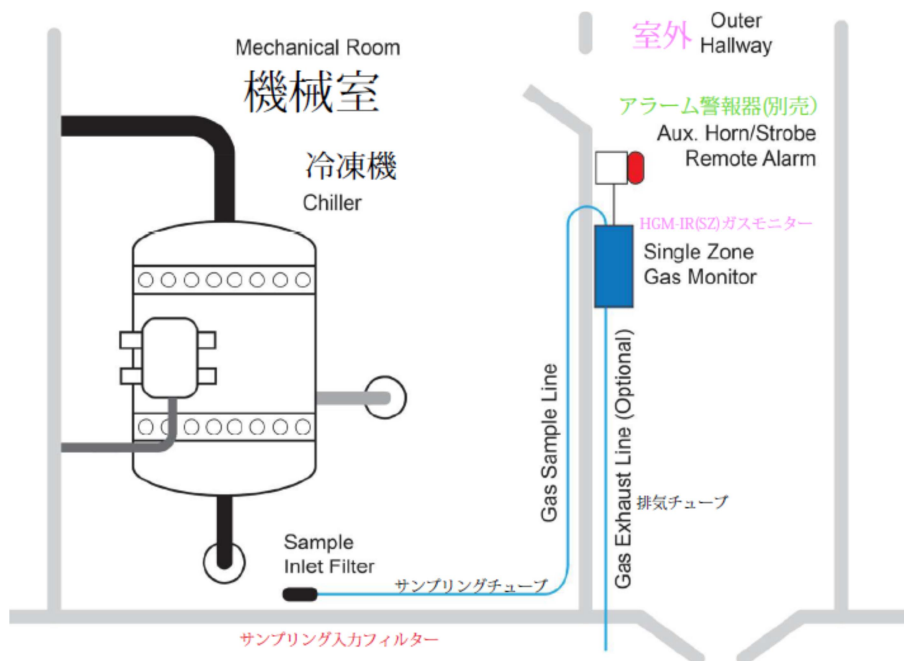 Mechanical Room
機械室
冷凍機
Chiller
室外
Outer
Hallway
アラーム警報器(別売)
Aux. Horn/Strobe
Remote Alarm
HGM-IR(SZ)ガスモニター
Single Zone
Gas Monitor
Gas Sample Line
Gas Exhaust Line (Optional)
排気チューブ
Sample
Inlet Filter
サンプリングチューブ
サンプリング入力フィルター